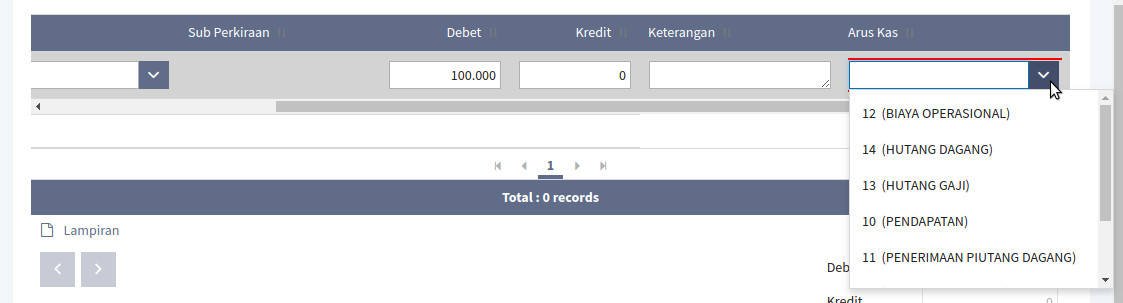 Sub Perkiraan Debet Kredit Keterangan Arus Kas
100.000 0
12 (BIAYA OPERASIONAL)
14 (HUTANG DAGANG)
1
13 (HUTANG GAJI)
Total : 0 records
10 (PENDAPATAN)
Lampiran
11 (PENERIMAAN PIUTANG DAGANG)
Kredit 0